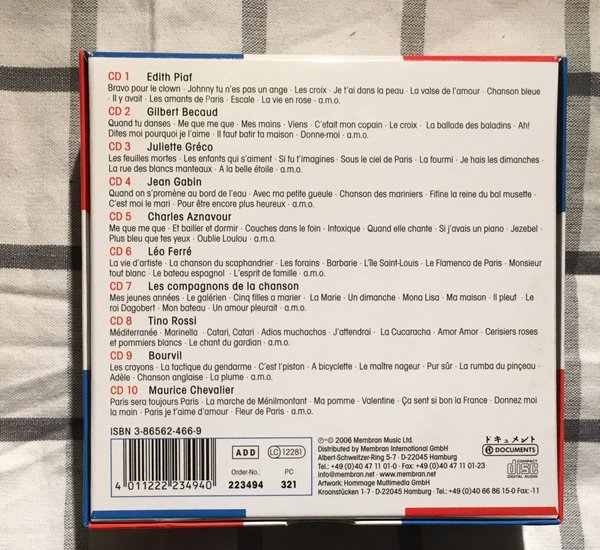 CD 1 Edith Piaf
Bravo pour le clown · Johnny tu n'es pas un ange · Les croix · Je t'ai dans la peau · La valse de l'amour · Chanson bleue
· Il y avait · Les amants de Paris · Escale · La vie en rose · a.m.o.
CD 2 Gilbert Becaud
Quand tu danses · Me que me que · Mes mains · Viens · C'etait mon copain · Le croix · La ballade des baladins · Ah!
Dites moi pourquoi je l'aime · Il faut batir ta maison · Donne-moi · a.m.o.
CD 3 Juliette Gréco
Les feuilles mortes · Les enfants qui s'aiment · Si tu t'imagines · Sous le ciel de Paris · La fourmi · Je hais les dimanches ·
La rue des blancs manteaux · A la belle étoile · a.m.o.
CD 4 Jean Gabin
Quand on s'promène au bord de l'eau · Avec ma petite gueule · Chanson des mariniers · Fifine la reine du bal musette ·
C'est moi le mari · Pour être encore plus heureux · a.m.o.
CD 5 Charles Aznavour
Me que me que · Et bailler et dormir · Couches dans le foin · Intoxique · Quand elle chante · Si j'avais un piano · Jezebel ·
Plus bleu que tes yeux · Oublie Loulou · a.m.o.
CD 6 Léo Ferré
La vie d'artiste · La chanson du scaphandrier · Les forains · Barbarie · L'île Saint-Louis · Le Flamenco de Paris · Monsieur
tout blanc · Le bateau espagnol · L'esprit de famille · a.m.o.
CD 7 Les compagnons de la chanson
Mes jeunes années · Le galérien · Cinq filles a marier · La Marie · Un dimanche · Mona Lisa · Ma maison · Il pleut · Le
roi Dagobert · Mon bateau · Un amour pleurait · a.m.o.
CD 8 Tino Rossi
Méditerranée · Marinella · Catari, Catari · Adios muchachos · J'attendrai · La Cucaracha · Amor Amor · Cerisiers roses
et pommiers blancs · Le chant du gardian · a.m.o.
CD 9 Bourvil
Les crayons · La tactique du gendarme · C'est l'piston · A bicyclette · Le maître nageur · Pur sûr · La rumba du pinçeau ·
Adèle · Chanson anglaise · La plume · a.m.o.
CD 10 Maurice Chevalier
Paris sera toujours Paris · La marche de Ménilmontant · Ma pomme · Valentine · Ça sent si bon la France · Donnez moi
la main · Paris je t'aime d'amour · Fleur de Paris · a.m.o.
ISBN 3-86562-466-9
4 011222 234940
ADD
LC 12281
Order-No.: PC
223494 321
℗+© 2006 Membran Music Ltd.
Distributed by Membran International GmbH
Albert-Schweitzer-Ring 5-7 · D-22045 Hamburg
Tel.: +49 (0)40 47 11 01-0 · Fax: +49 (0)40 47 11 01-23
info@membran.net · www.membran.net
Artwork: Hommage Multimedia GmbH
Kroonstücken 1-7 · D-22045 Hamburg · Tel.: +49 (0)40 66 86 15-0 Fax: -11
ドキュメント
DOCUMENTS
COMPACT
disc
DIGITAL AUDIO